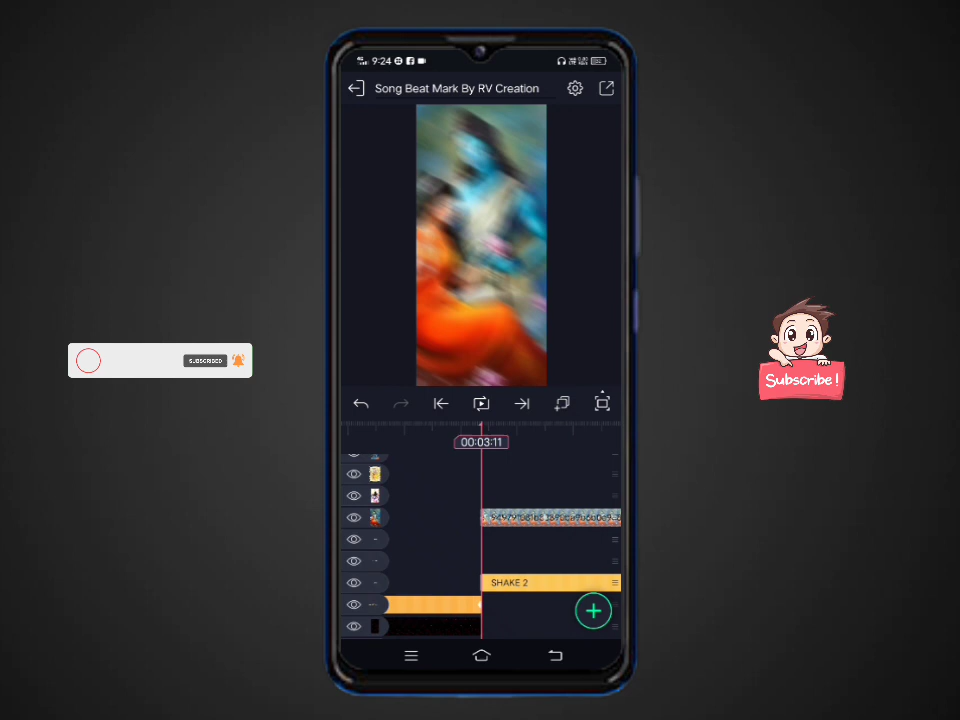 9:24
Song Beat Mark By RV Creation
SUBSCRIBED
Subscribe!
00:03:11
SHAKE 2